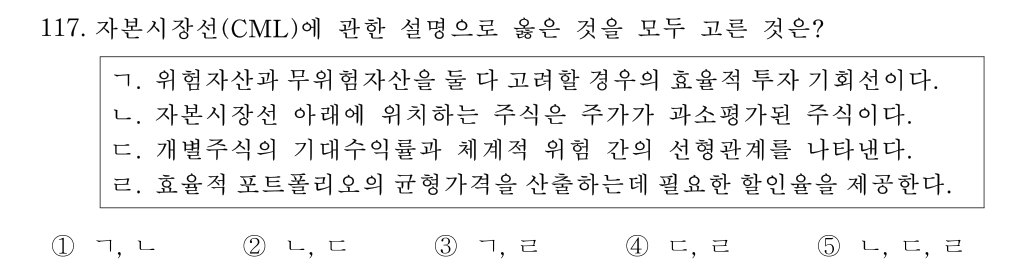 117. 자본시장선(CML)에 관한 설명으로 옳은 것을 모두 고른 것은?
ㄱ. 위험자산과 무위험자산을 둘 다 고려할 경우의 효율적 투자 기회선이다.
ㄴ. 자본시장선 아래에 위치하는 주식은 주가가 과소평가된 주식이다.
ㄷ. 개별주식의 기대수익률과 체계적 위험 간의 선형관계를 나타낸다.
ㄹ. 효율적 포트폴리오의 균형가격을 산출하는데 필요한 할인율을 제공한다.
① ㄱ, ㄴ ② ㄴ, ㄷ ③ ㄱ, ㄹ ④ ㄷ, ㄹ ⑤ ㄴ, ㄷ, ㄹ